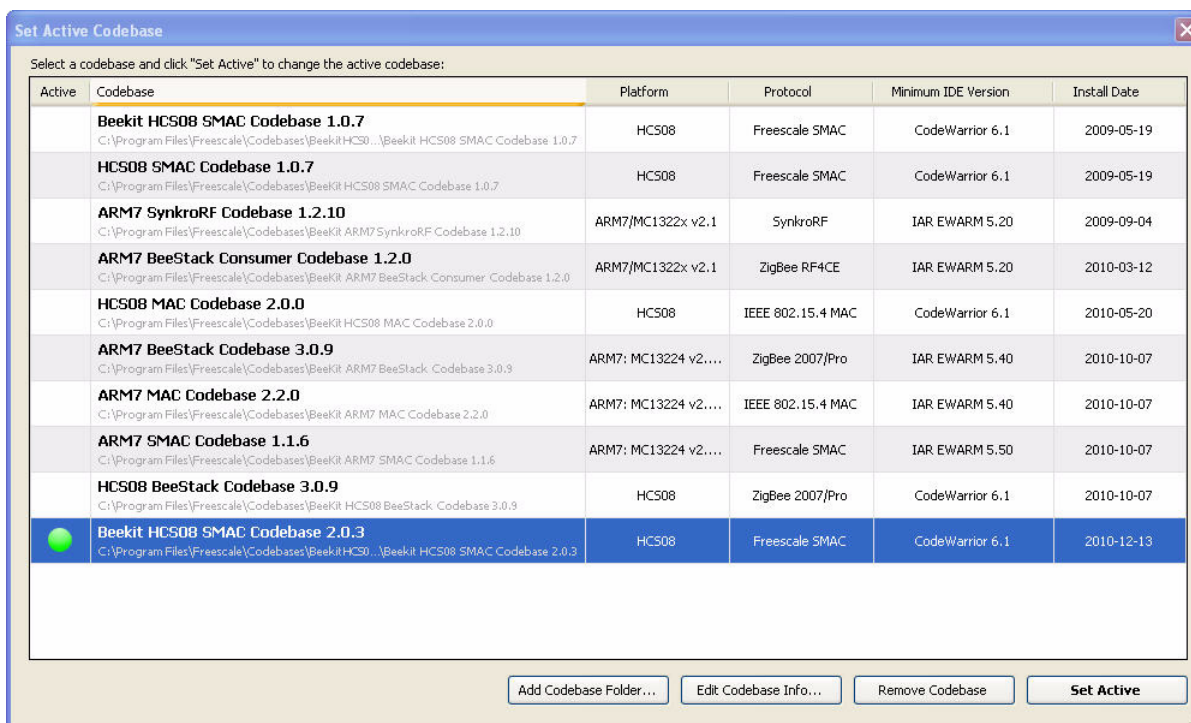 Set Active Codebase
Select a codebase and click "Set Active" to change the active codebase:
Active Codebase Platform Protocol Minimum IDE Version Install Date
Beekit HCS08 SMAC Codebase 1.0.7
C:\Program Files\Freescale\Codebases\BeekitHCS0...\Beekit HCS08 SMAC Codebase 1.0.7
HCS08 Freescale SMAC CodeWarrior 6.1 2009-05-19
HCS08 SMAC Codebase 1.0.7
C:\Program Files\Freescale\Codebases\BeeKit HCS08 SMAC Codebase 1.0.7
HCS08 Freescale SMAC CodeWarrior 6.1 2009-05-19
ARM7 SynkroRF Codebase 1.2.10
C:\Program Files\Freescale\Codebases\BeeKit ARM7 SynkroRF Codebase 1.2.10
ARM7/MC1322x v2.1 SynkroRF IAR EWARM 5.20 2009-09-04
ARM7 BeeStack Consumer Codebase 1.2.0
C:\Program Files\Freescale\Codebases\BeeKit ARM7 BeeStack Consumer Codebase 1.2.0
ARM7/MC1322x v2.1 ZigBee RF4CE IAR EWARM 5.20 2010-03-12
HCS08 MAC Codebase 2.0.0
C:\Program Files\Freescale\Codebases\BeeKit HCS08 MAC Codebase 2.0.0
HCS08 IEEE 802.15.4 MAC CodeWarrior 6.1 2010-05-20
ARM7 BeeStack Codebase 3.0.9
C:\Program Files\Freescale\Codebases\BeeKit ARM7 BeeStack Codebase 3.0.9
ARM7: MC13224 v2.... ZigBee 2007/Pro IAR EWARM 5.40 2010-10-07
ARM7 MAC Codebase 2.2.0
C:\Program Files\Freescale\Codebases\BeeKit ARM7 MAC Codebase 2.2.0
ARM7: MC13224 v2.... IEEE 802.15.4 MAC IAR EWARM 5.40 2010-10-07
ARM7 SMAC Codebase 1.1.6
C:\Program Files\Freescale\Codebases\BeeKit ARM7 SMAC Codebase 1.1.6
ARM7: MC13224 v2.... Freescale SMAC IAR EWARM 5.50 2010-10-07
HCS08 BeeStack Codebase 3.0.9
C:\Program Files\Freescale\Codebases\BeeKit HCS08 BeeStack Codebase 3.0.9
HCS08 ZigBee 2007/Pro CodeWarrior 6.1 2010-10-07
Beekit HCS08 SMAC Codebase 2.0.3
C:\Program Files\Freescale\Codebases\BeekitHCS0...\Beekit HCS08 SMAC Codebase 2.0.3
HCS08 Freescale SMAC CodeWarrior 6.1 2010-12-13
Add Codebase Folder... Edit Codebase Info... Remove Codebase Set Active